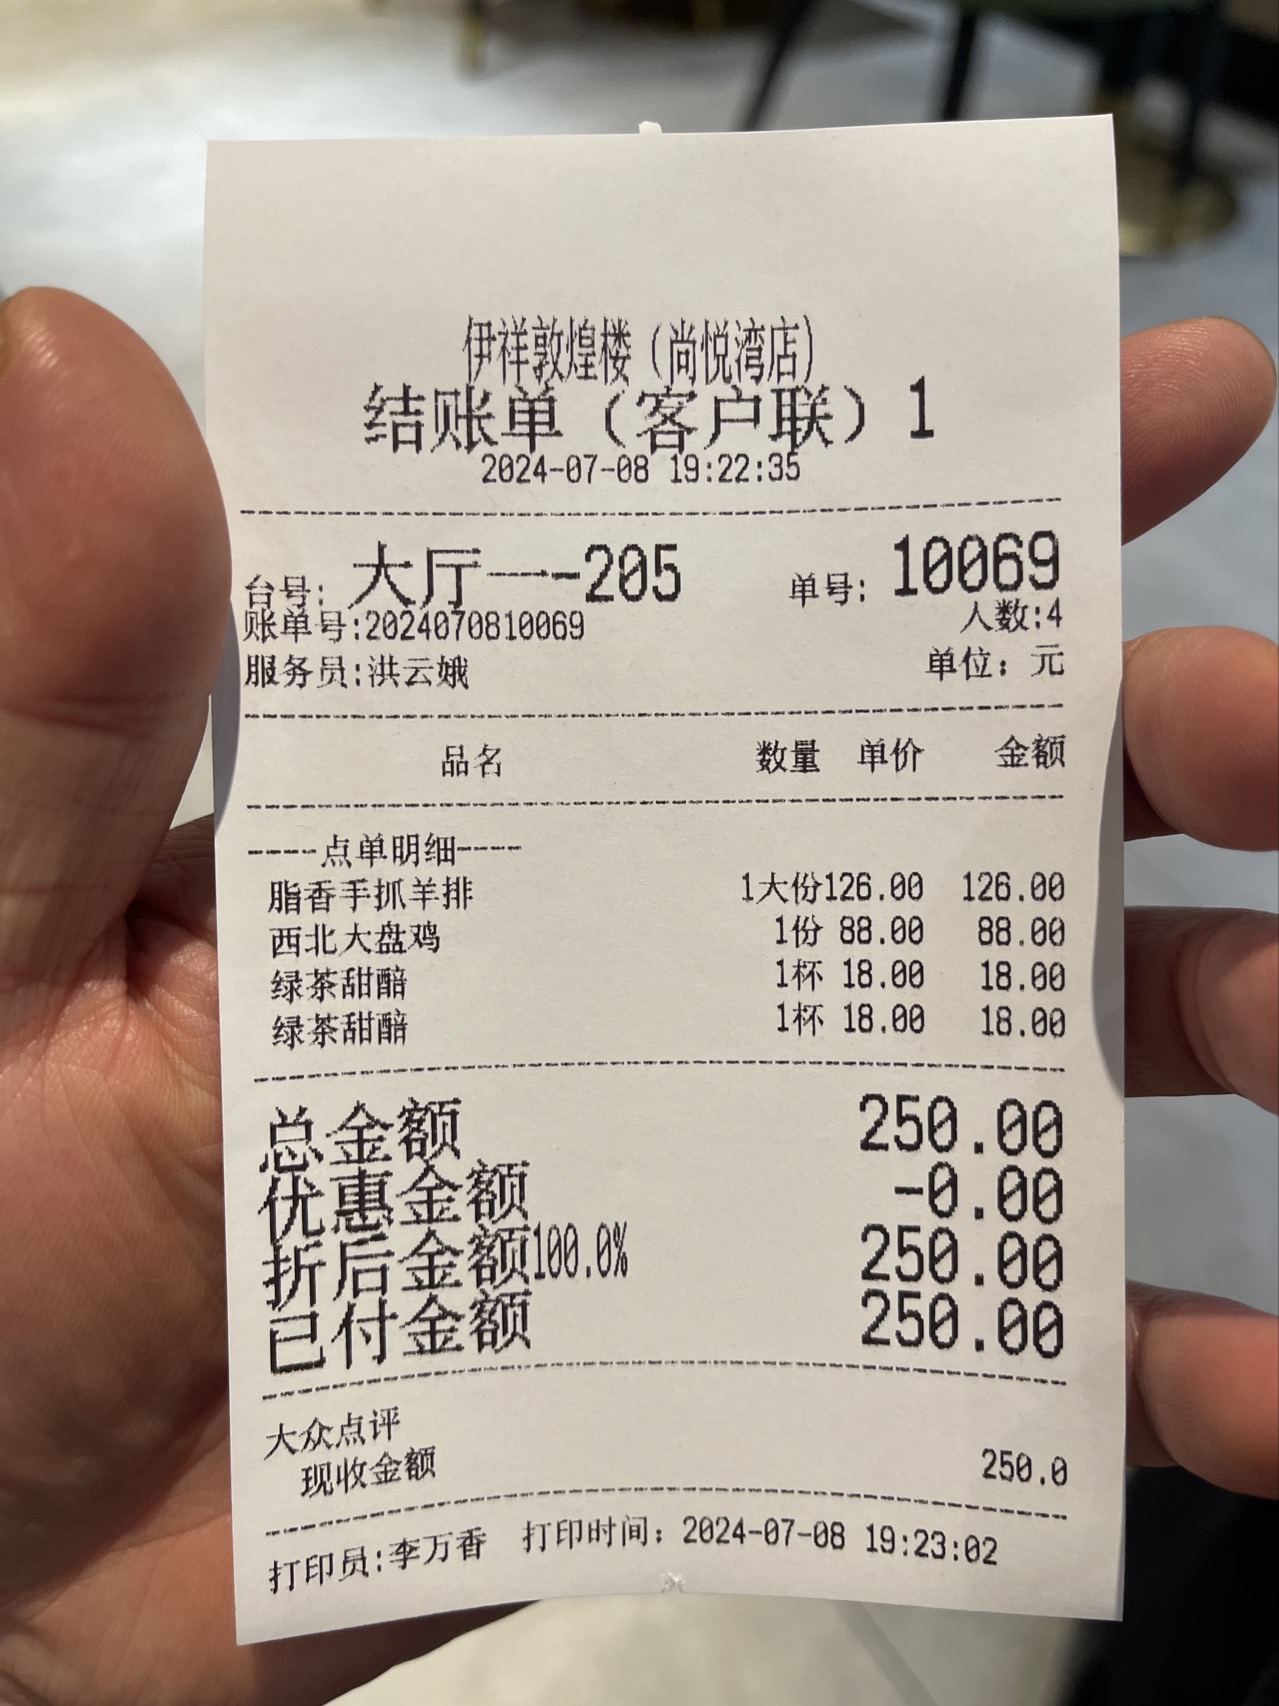 伊祥敦煌楼（尚悦湾店）
结账单（客户联）1
2024-07-08 19:22:35
台号: 大厅---205 单号: 10069
账单号:2024070810069 人数:4
服务员:洪云娥 单位：元
品名 数量 单价 金额
----点单明细----
脂香手抓羊排 1大份126.00 126.00
西北大盘鸡 1份 88.00 88.00
绿茶甜醅 1杯 18.00 18.00
绿茶甜醅 1杯 18.00 18.00
总金额 250.00
优惠金额 -0.00
折后金额100.0% 250.00
已付金额 250.00
大众点评
现收金额 250.0
打印员:李万香 打印时间：2024-07-08 19:23:02